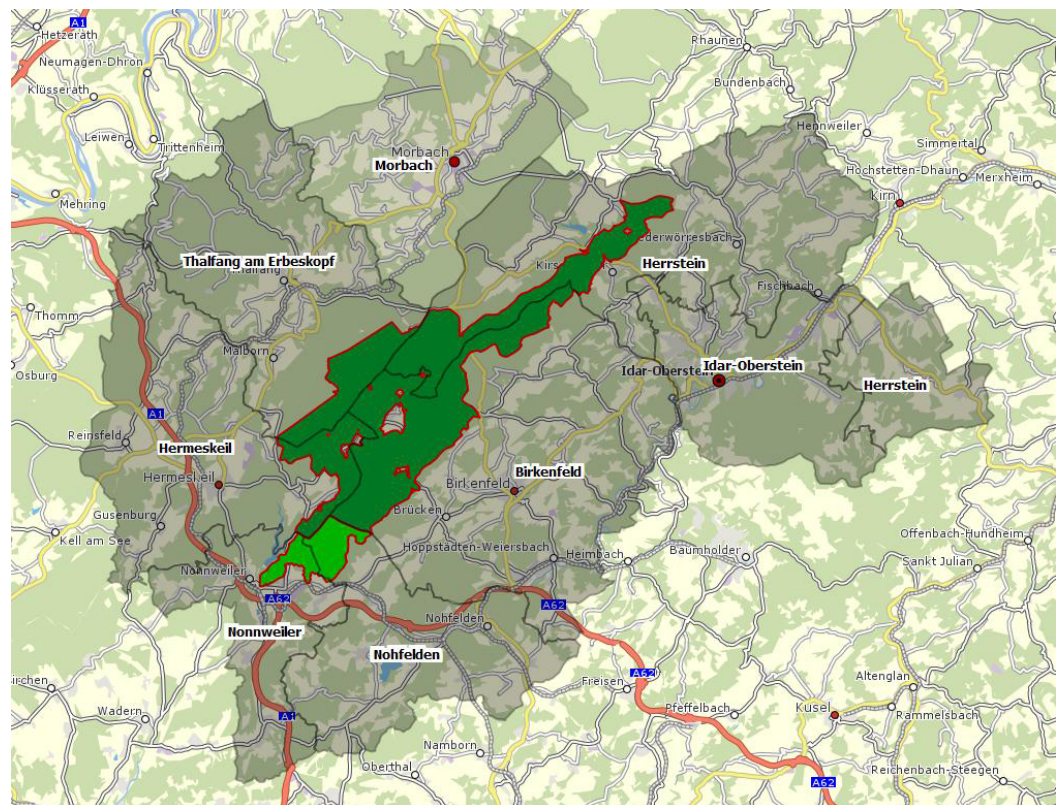 A1
Hetzerath
Neumagen-Dhron
Klüsserath
Leiwen
Trittenheim
Mehring
Rhaunen
Bundenbach
Hennweiler
Simmertal
Hochstetten-Dhaun
Merxheim
Kirn
Morbach
Morbach
Thalfang am Erbeskopf
Herrstein
Fischbach
Thomm
Malborn
Osburg
A1
Idar-Oberstein
Idar-Oberstein
Herrstein
Reinsfeld
Hermeskeil
Hermeskeil
Birkenfeld
Birkenfeld
Gusenburg
Brücken
Kell am See
Hoppstädten-Weiersbach
Heimbach
Baumholder
Offenbach-Hundheim
Sankt Julian
Nonnweiler
A62
A62
Nonnweiler
Nohfelden
Nohfelden
A62
Freisen
Altenglan
Wadern
A1
Pfeffelbach
Kusel
Rammelsbach
Namborn
Oberthal
A62
Reichenbach-Steegen